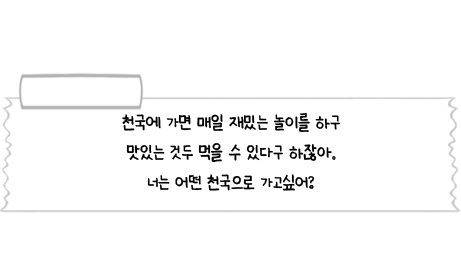 천국에 가면 매일 재밌는 놀이를 하구
맛있는 것두 먹을 수 있다구 하잖아.
너는 어떤 천국으로 가고싶어?